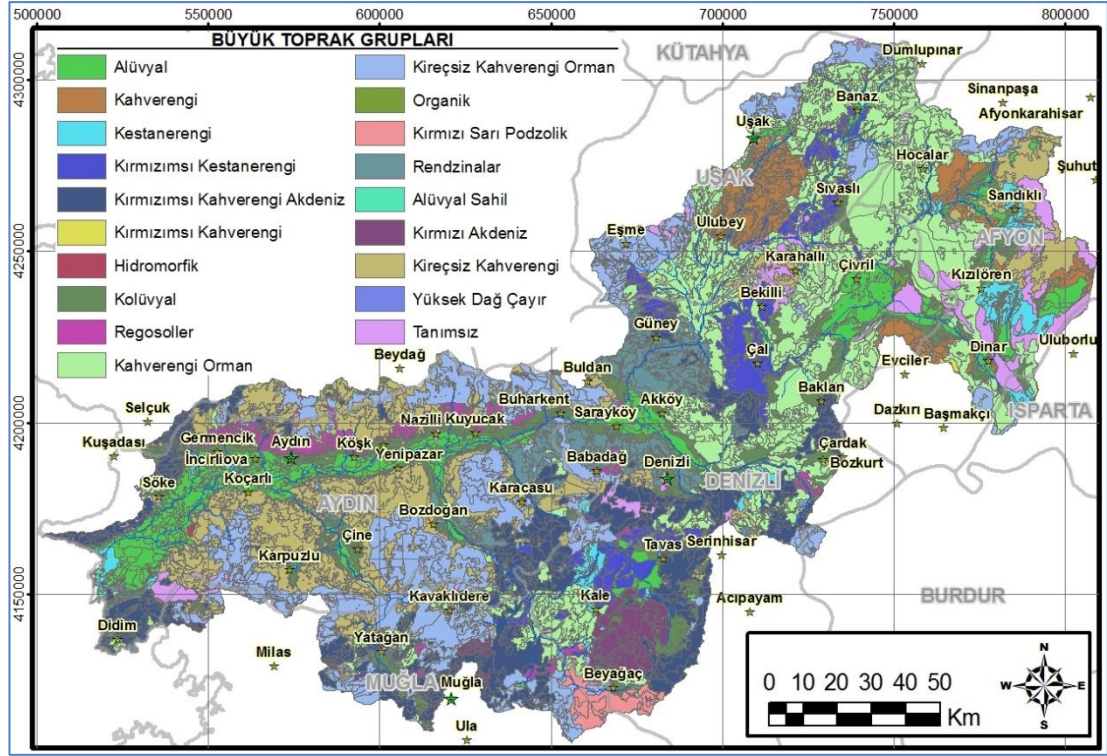 500000 550000 600000 650000 700000 750000 800000
4300000
4250000
4200000
4150000
BÜYÜK TOPRAK GRUPLARI
Alüvyal
Kahverengi
Kestanerengi
Kırmızımsı Kestanerengi
Kırmızımsı Kahverengi Akdeniz
Kırmızımsı Kahverengi
Hidromorfik
Kolüvyal
Regosoller
Kahverengi Orman
Kireçsiz Kahverengi Orman
Organik
Kırmızı Sarı Podzolik
Rendzinalar
Alüvyal Sahil
Kırmızı Akdeniz
Kireçsiz Kahverengi
Yüksek Dağ Çayır
Tanımsız
KÜTAHYA
Dumlupınar
Sinanpaşa
Afyonkarahisar
Banaz
Uşak
Hocalar
Şuhut
UŞAK
Sivaslı
Sandıklı
Ulubey
Eşme
AFYON
Karahallı
Çivril
Kızılören
Bekilli
Güney
Çal
Dinar
Uluborlu
Evciler
Beydağ
Buldan
Baklan
Selçuk
Buharkent
Sarayköy
Akköy
Dazkırı
Başmakçı
ISPARTA
Kuşadası
Germencik
Aydın
Köşk
Nazilli
Kuyucak
İncirliova
Yenipazar
Babadağ
Denizli
Çardak
Bozkurt
Söke
Koçarlı
DENİZLİ
AYDIN
Karacasu
Bozdoğan
Çine
Tavas
Serinhisar
Karpuzlu
Kavaklıdere
Kale
Acıpayam
BURDUR
Didim
Yatağan
Milas
MUĞLA
Muğla
Beyağaç
Ula
N
W
E
S
0 10 20 30 40 50
Km